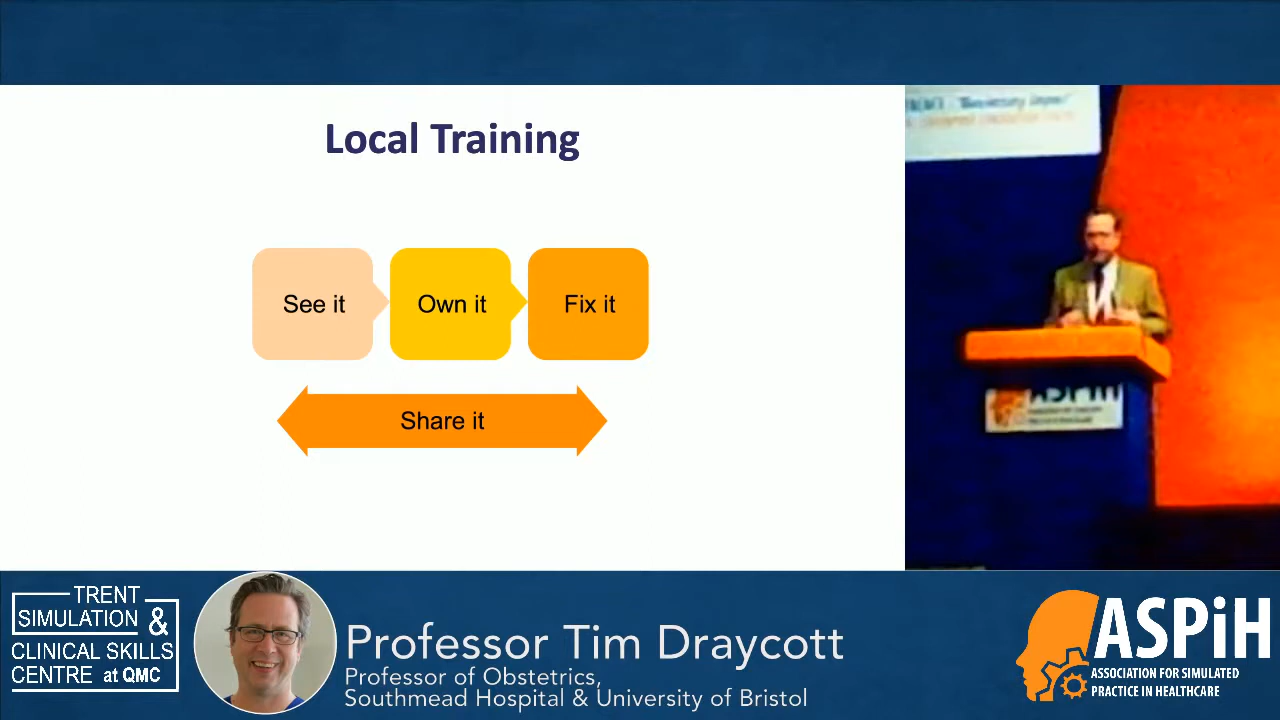 Local Training
See it
Own it
Fix it
Share it
ASPiH
TRENT
SIMULATION &
CLINICAL SKILLS
CENTRE at QMC
Professor Tim Draycott
Professor of Obstetrics,
Southmead Hospital & University of Bristol
ASPiH
ASSOCIATION FOR SIMULATED
PRACTICE IN HEALTHCARE